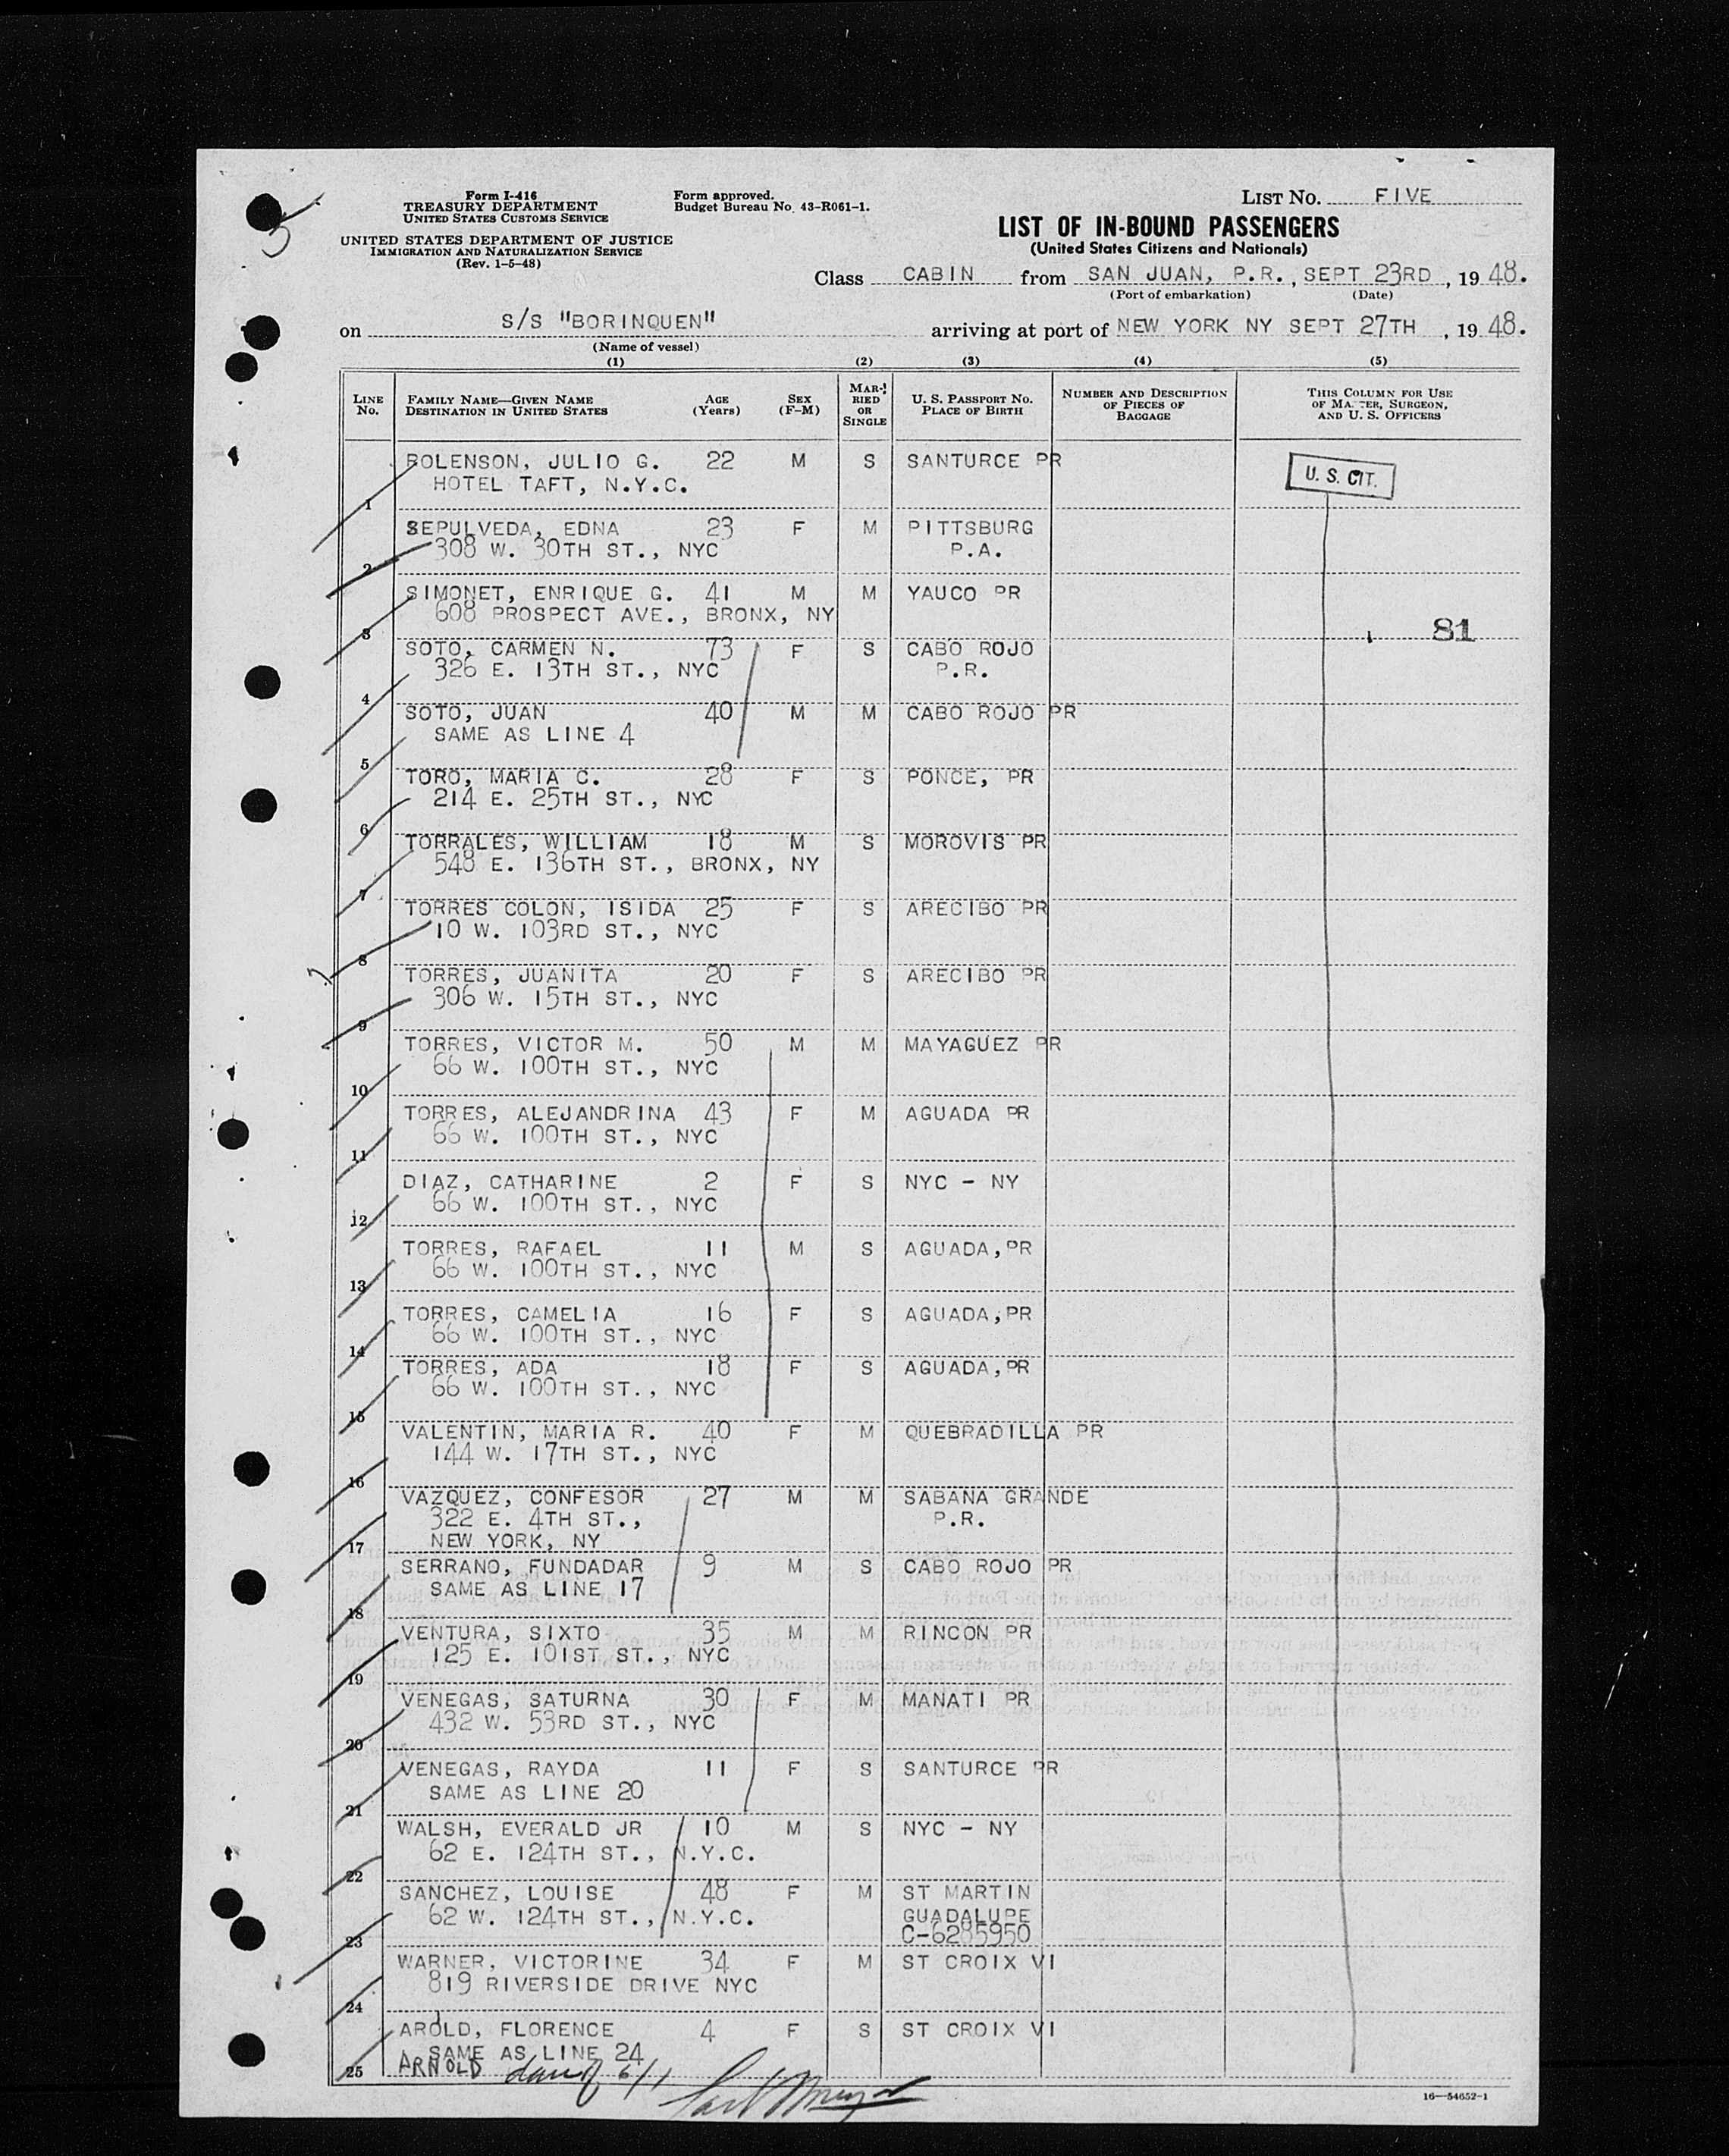 5
Form I-416
TREASURY DEPARTMENT
UNITED STATES CUSTOMS SERVICE
UNITED STATES DEPARTMENT OF JUSTICE
IMMIGRATION AND NATURALIZATION SERVICE
(Rev. 1-5-48)
Form approved.
Budget Bureau No. 43-R061-1.
LIST NO. FIVE
LIST OF IN-BOUND PASSENGERS
(United States Citizens and Nationals)
Class CABIN from SAN JUAN, P.R., SEPT 23RD, 1948.
(Port of embarkation) (Date)
on S/S "BORINQUEN" arriving at port of NEW YORK NY SEPT 27TH, 1948.
(Name of vessel)
(1) (2) (3) (4) (5)
LINE No. FAMILY NAME—GIVEN NAME DESTINATION IN UNITED STATES AGE (Years) SEX (F-M) MARRIED OR SINGLE U. S. PASSPORT NO. PLACE OF BIRTH NUMBER AND DESCRIPTION OF PIECES OF BAGGAGE THIS COLUMN FOR USE OF MASTER, SURGEON, AND U. S. OFFICERS
ROLENSON, JULIO G. 22 M S SANTURCE PR U. S. CIT.
HOTEL TAFT, N.Y.C.
1
SEPULVEDA, EDNA 23 F M PITTSBURG
308 W. 30TH ST., NYC P.A.
2
SIMONET, ENRIQUE G. 41 M M YAUCO PR
608 PROSPECT AVE., BRONX, NY
3 81
SOTO, CARMEN N. 73 F S CABO ROJO
326 E. 13TH ST., NYC P.R.
4
SOTO, JUAN 40 M M CABO ROJO PR
SAME AS LINE 4
5
TORO, MARIA C. 28 F S PONCE, PR
214 E. 25TH ST., NYC
6
TORRALES, WILLIAM 18 M S MOROVIS PR
548 E. 136TH ST., BRONX, NY
7
TORRES COLON, ISIDA 25 F S ARECIBO PR
10 W. 103RD ST., NYC
8
TORRES, JUANITA 20 F S ARECIBO PR
306 W. 15TH ST., NYC
9
TORRES, VICTOR M. 50 M M MAYAGUEZ PR
66 W. 100TH ST., NYC
10
TORRES, ALEJANDRINA 43 F M AGUADA PR
66 W. 100TH ST., NYC
11
DIAZ, CATHARINE 2 F S NYC - NY
66 W. 100TH ST., NYC
12
TORRES, RAFAEL 11 M S AGUADA, PR
66 W. 100TH ST., NYC
13
TORRES, CAMELIA 16 F S AGUADA, PR
66 W. 100TH ST., NYC
14
TORRES, ADA 18 F S AGUADA, PR
66 W. 100TH ST., NYC
15
VALENTIN, MARIA R. 40 F M QUEBRADILLA PR
144 W. 17TH ST., NYC
16
VAZQUEZ, CONFESOR 27 M M SABANA GRANDE
322 E. 4TH ST., P.R.
NEW YORK, NY
17
SERRANO, FUNDADAR 9 M S CABO ROJO PR
SAME AS LINE 17
18
VENTURA, SIXTO 35 M M RINCON PR
125 E. 101ST ST., NYC
19
VENEGAS, SATURNA 30 F M MANATI PR
432 W. 53RD ST., NYC
20
VENEGAS, RAYDA 11 F S SANTURCE PR
SAME AS LINE 20
21
WALSH, EVERALD JR 10 M S NYC - NY
62 E. 124TH ST., N.Y.C.
22
SANCHEZ, LOUISE 48 F M ST MARTIN
62 W. 124TH ST., N.Y.C. GUADALUPE
23 C-6285950
WARNER, VICTORINE 34 F M ST CROIX VI
819 RIVERSIDE DRIVE NYC
24
AROLD, FLORENCE 4 F S ST CROIX VI
SAME AS LINE 24
25 ARNOLD
16—54652-1